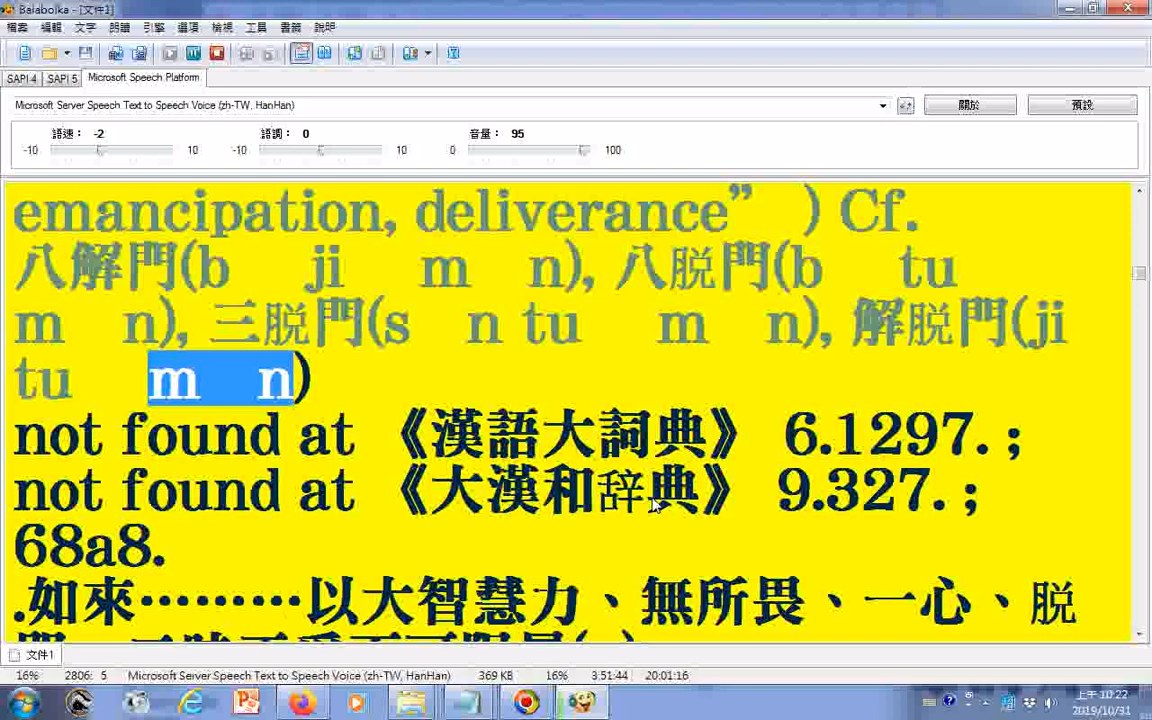 Balabolka - [文件1]
檔案 編輯 文字 朗讀 引擎 選項 檢視 工具 書籤 說明
SAPI 4 SAPI 5 Microsoft Speech Platform
Microsoft Server Speech Text to Speech Voice (zh-TW, HanHan) 關於 預設
語速： -2 語調： 0 音量： 95
-10 10 -10 10 0 100
emancipation, deliverance” ) Cf.
八解門(b ji m n), 八脱門(b tu
m n), 三脱門(s n tu m n), 解脱門(ji
tu m n)
not found at 《漢語大詞典》 6.1297. ;
not found at 《大漢和辞典》 9.327. ;
68a8.
.如來………以大智慧力、無所畏、一心、脱
文件1
16% 2806: 5 Microsoft Server Speech Text to Speech Voice (zh-TW, HanHan) 369 KB 16% 3:51:44 20:01:16
上午 10:22
2019/10/31